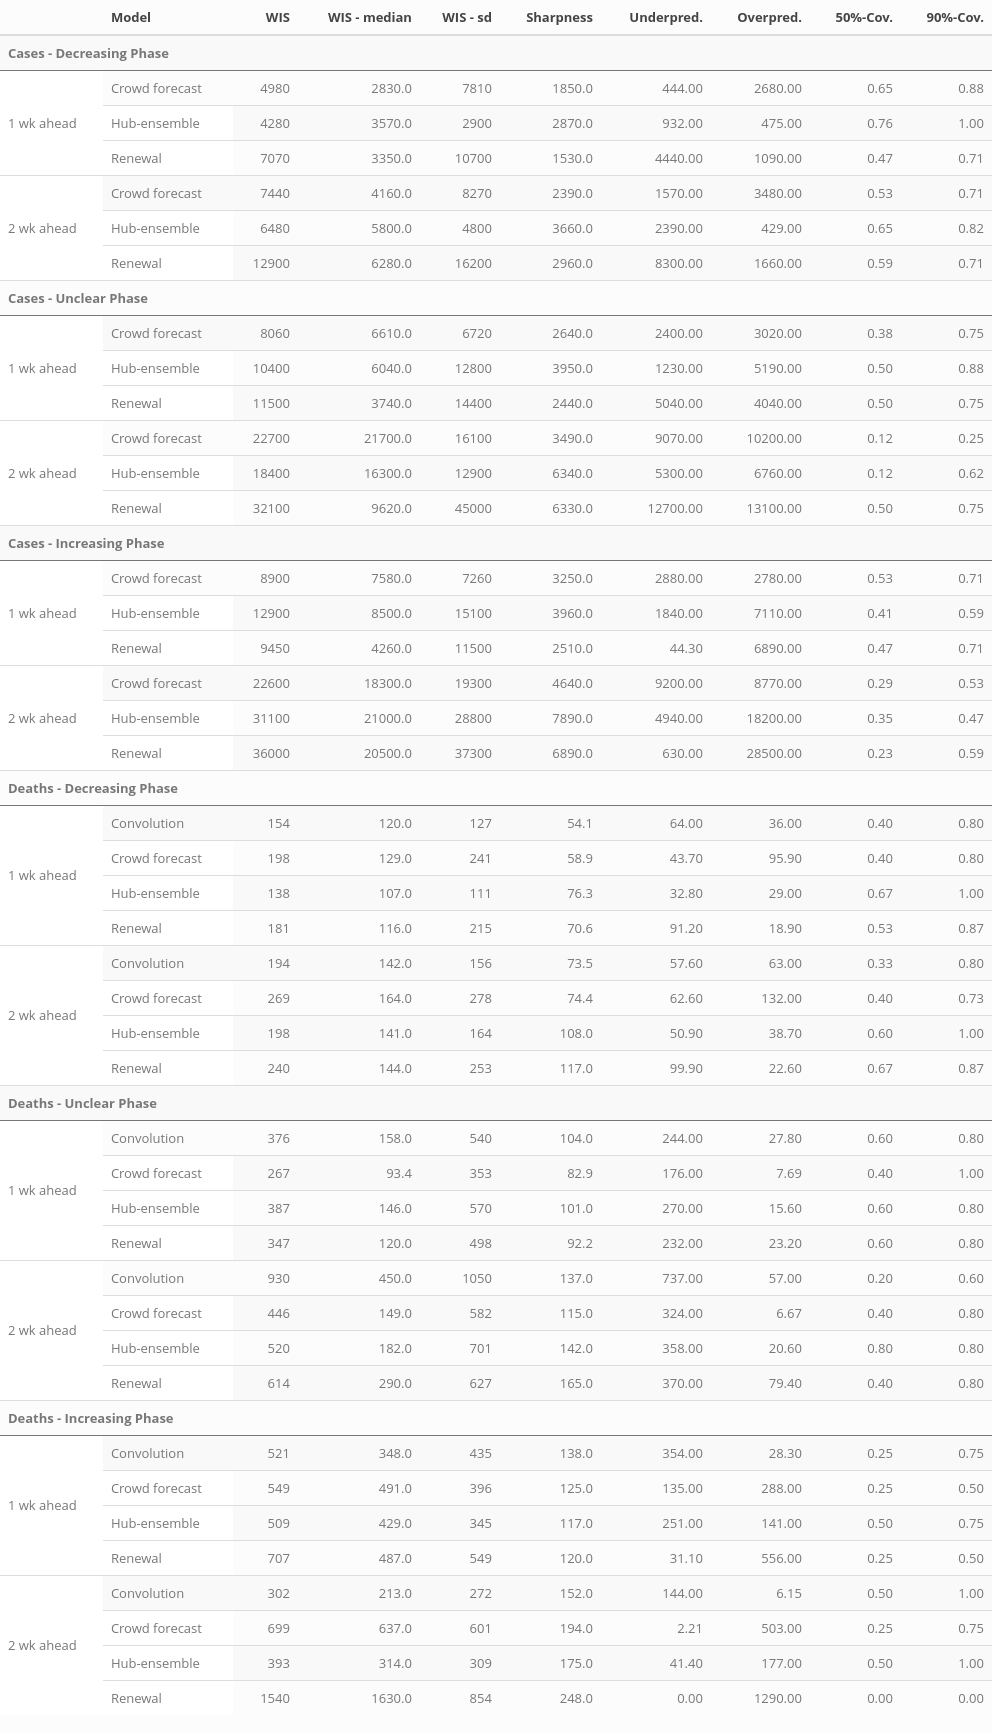 Model WIS WIS - median WIS - sd Sharpness Underpred. Overpred. 50%-Cov. 90%-Cov.
Cases - Decreasing Phase
1 wk ahead Crowd forecast 4980 2830.0 7810 1850.0 444.00 2680.00 0.65 0.88
Hub-ensemble 4280 3570.0 2900 2870.0 932.00 475.00 0.76 1.00
Renewal 7070 3350.0 10700 1530.0 4440.00 1090.00 0.47 0.71
2 wk ahead Crowd forecast 7440 4160.0 8270 2390.0 1570.00 3480.00 0.53 0.71
Hub-ensemble 6480 5800.0 4800 3660.0 2390.00 429.00 0.65 0.82
Renewal 12900 6280.0 16200 2960.0 8300.00 1660.00 0.59 0.71
Cases - Unclear Phase
1 wk ahead Crowd forecast 8060 6610.0 6720 2640.0 2400.00 3020.00 0.38 0.75
Hub-ensemble 10400 6040.0 12800 3950.0 1230.00 5190.00 0.50 0.88
Renewal 11500 3740.0 14400 2440.0 5040.00 4040.00 0.50 0.75
2 wk ahead Crowd forecast 22700 21700.0 16100 3490.0 9070.00 10200.00 0.12 0.25
Hub-ensemble 18400 16300.0 12900 6340.0 5300.00 6760.00 0.12 0.62
Renewal 32100 9620.0 45000 6330.0 12700.00 13100.00 0.50 0.75
Cases - Increasing Phase
1 wk ahead Crowd forecast 8900 7580.0 7260 3250.0 2880.00 2780.00 0.53 0.71
Hub-ensemble 12900 8500.0 15100 3960.0 1840.00 7110.00 0.41 0.59
Renewal 9450 4260.0 11500 2510.0 44.30 6890.00 0.47 0.71
2 wk ahead Crowd forecast 22600 18300.0 19300 4640.0 9200.00 8770.00 0.29 0.53
Hub-ensemble 31100 21000.0 28800 7890.0 4940.00 18200.00 0.35 0.47
Renewal 36000 20500.0 37300 6890.0 630.00 28500.00 0.23 0.59
Deaths - Decreasing Phase
1 wk ahead Convolution 154 120.0 127 54.1 64.00 36.00 0.40 0.80
Crowd forecast 198 129.0 241 58.9 43.70 95.90 0.40 0.80
Hub-ensemble 138 107.0 111 76.3 32.80 29.00 0.67 1.00
Renewal 181 116.0 215 70.6 91.20 18.90 0.53 0.87
2 wk ahead Convolution 194 142.0 156 73.5 57.60 63.00 0.33 0.80
Crowd forecast 269 164.0 278 74.4 62.60 132.00 0.40 0.73
Hub-ensemble 198 141.0 164 108.0 50.90 38.70 0.60 1.00
Renewal 240 144.0 253 117.0 99.90 22.60 0.67 0.87
Deaths - Unclear Phase
1 wk ahead Convolution 376 158.0 540 104.0 244.00 27.80 0.60 0.80
Crowd forecast 267 93.4 353 82.9 176.00 7.69 0.40 1.00
Hub-ensemble 387 146.0 570 101.0 270.00 15.60 0.60 0.80
Renewal 347 120.0 498 92.2 232.00 23.20 0.60 0.80
2 wk ahead Convolution 930 450.0 1050 137.0 737.00 57.00 0.20 0.60
Crowd forecast 446 149.0 582 115.0 324.00 6.67 0.40 0.80
Hub-ensemble 520 182.0 701 142.0 358.00 20.60 0.80 0.80
Renewal 614 290.0 627 165.0 370.00 79.40 0.40 0.80
Deaths - Increasing Phase
1 wk ahead Convolution 521 348.0 435 138.0 354.00 28.30 0.25 0.75
Crowd forecast 549 491.0 396 125.0 135.00 288.00 0.25 0.50
Hub-ensemble 509 429.0 345 117.0 251.00 141.00 0.50 0.75
Renewal 707 487.0 549 120.0 31.10 556.00 0.25 0.50
2 wk ahead Convolution 302 213.0 272 152.0 144.00 6.15 0.50 1.00
Crowd forecast 699 637.0 601 194.0 2.21 503.00 0.25 0.75
Hub-ensemble 393 314.0 309 175.0 41.40 177.00 0.50 1.00
Renewal 1540 1630.0 854 248.0 0.00 1290.00 0.00 0.00